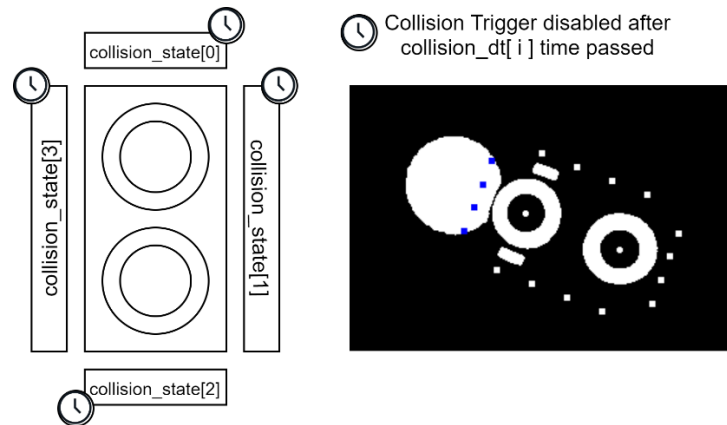 collision_state[0]
Collision Trigger disabled after
collision_dt[ i ] time passed
collision_state[3]
collision_state[1]
collision_state[2]